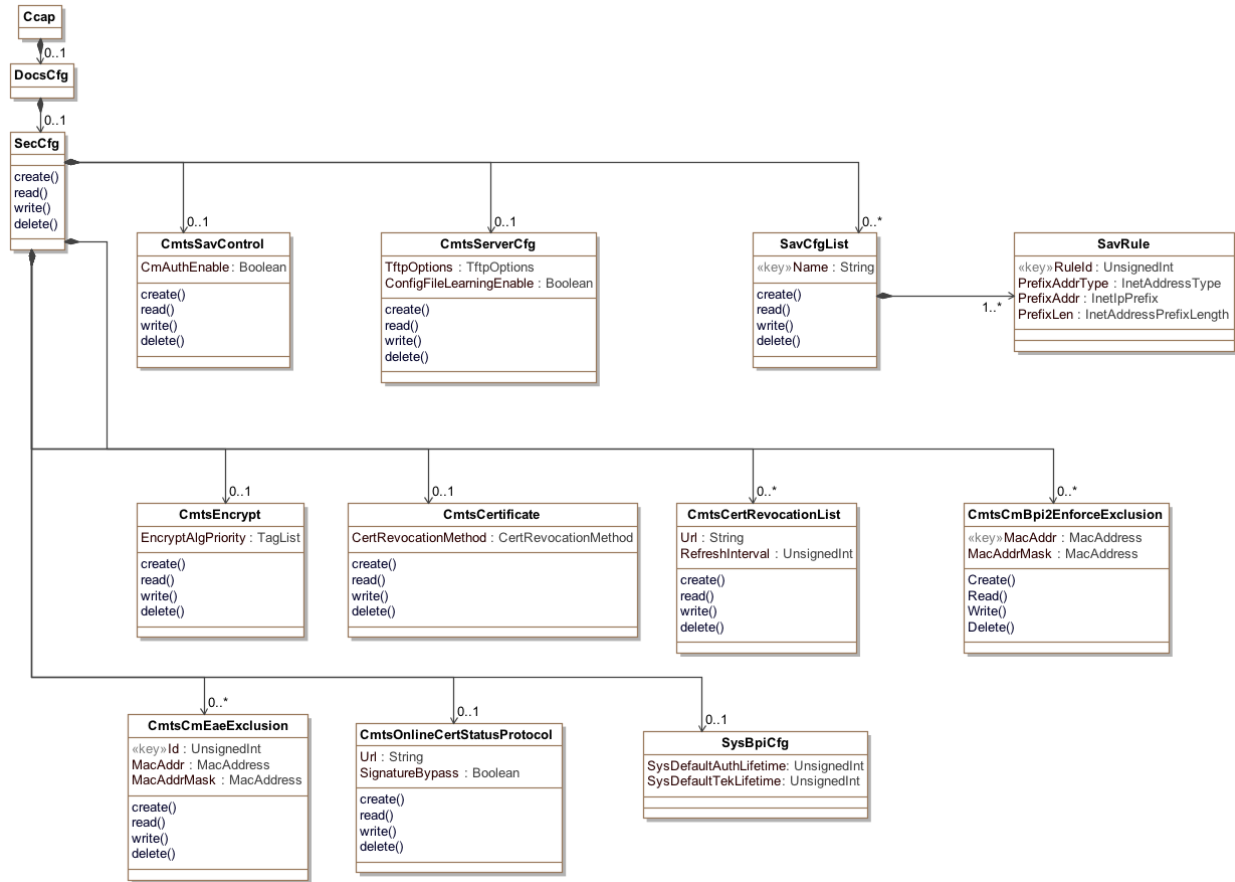 Ccap
0..1
DocsCfg
0..1
SecCfg
create()
read()
write()
delete()
0..1
0..1
0..*
CmtsSavControl
CmAuthEnable : Boolean
create()
read()
write()
delete()
CmtsServerCfg
TftpOptions : TftpOptions
ConfigFileLearningEnable : Boolean
create()
read()
write()
delete()
SavCfgList
«key»Name : String
create()
read()
write()
delete()
1..*
SavRule
«key»RuleId : UnsignedInt
PrefixAddrType : InetAddressType
PrefixAddr : InetIpPrefix
PrefixLen : InetAddressPrefixLength
0..1
0..1
0..*
0..*
CmtsEncrypt
EncryptAlgPriority : TagList
create()
read()
write()
delete()
CmtsCertificate
CertRevocationMethod : CertRevocationMethod
create()
read()
write()
delete()
CmtsCertRevocationList
Url : String
RefreshInterval : UnsignedInt
create()
read()
write()
delete()
CmtsCmBpi2EnforceExclusion
«key»MacAddr : MacAddress
MacAddrMask : MacAddress
Create()
Read()
Write()
Delete()
0..*
0..1
0..1
CmtsCmEaeExclusion
«key»Id : UnsignedInt
MacAddr : MacAddress
MacAddrMask : MacAddress
create()
read()
write()
delete()
CmtsOnlineCertStatusProtocol
Url : String
SignatureBypass : Boolean
create()
read()
write()
delete()
SysBpiCfg
SysDefaultAuthLifetime: UnsignedInt
SysDefaultTekLifetime: UnsignedInt